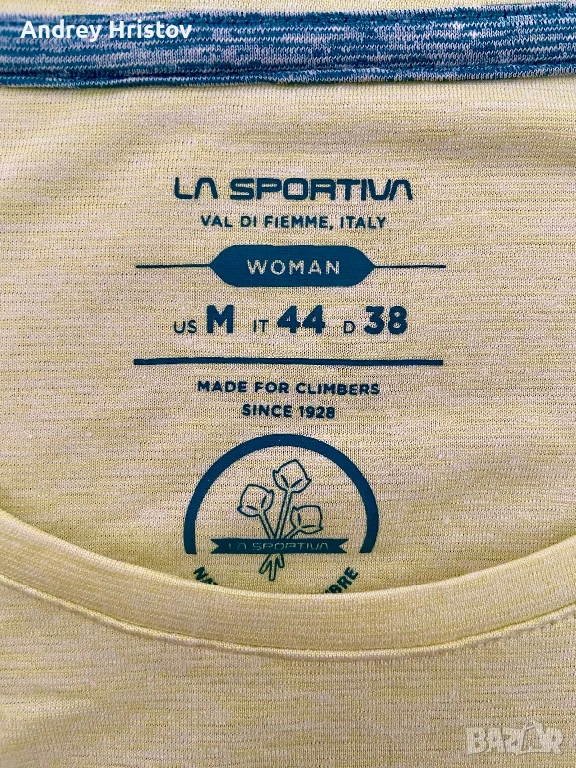 Andrey Hristov
LA SPORTIVA
VAL DI FIEMME, ITALY
WOMAN
US M IT 44 D 38
MADE FOR CLIMBERS
SINCE 1928
LA SPORTIVA
BAZAR